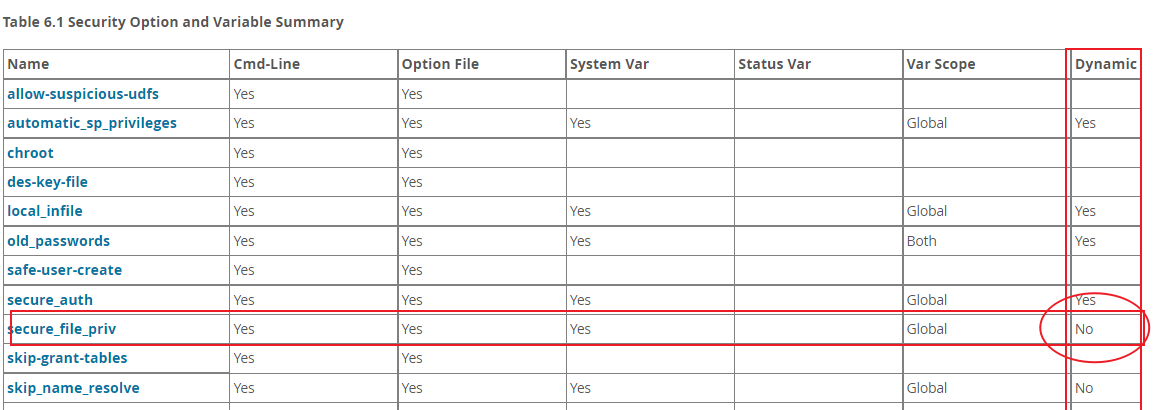 Table 6.1 Security Option and Variable Summary
Name Cmd-Line Option File System Var Status Var Var Scope Dynamic
allow-suspicious-udfs Yes Yes
automatic_sp_privileges Yes Yes Yes Global Yes
chroot Yes Yes
des-key-file Yes Yes
local_infile Yes Yes Yes Global Yes
old_passwords Yes Yes Yes Both Yes
safe-user-create Yes Yes
secure_auth Yes Yes Yes Global Yes
secure_file_priv Yes Yes Yes Global No
skip-grant-tables Yes Yes
skip_name_resolve Yes Yes Yes Global No